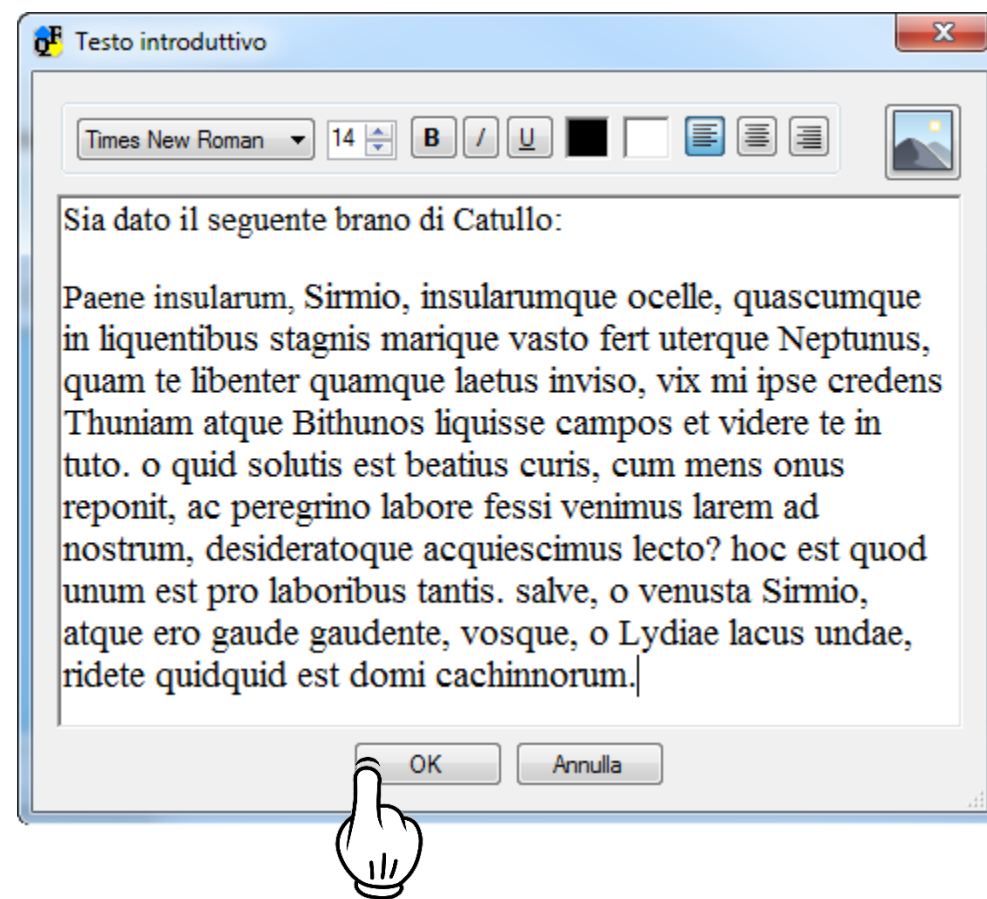 QF Testo introduttivo
Times New Roman 14 B I U
Sia dato il seguente brano di Catullo:
Paene insularum, Sirmio, insularumque ocelle, quascumque
in liquentibus stagnis marique vasto fert uterque Neptunus,
quam te libenter quamque laetus inviso, vix mi ipse credens
Thuniam atque Bithunos liquisse campos et videre te in
tuto. o quid solutis est beatius curis, cum mens onus
reponit, ac peregrino labore fessi venimus larem ad
nostrum, desideratoque acquiescimus lecto? hoc est quod
unum est pro laboribus tantis. salve, o venusta Sirmio,
atque ero gaude gaudente, vosque, o Lydiae lacus undae,
ridete quidquid est domi cachinnorum.
OK Annulla